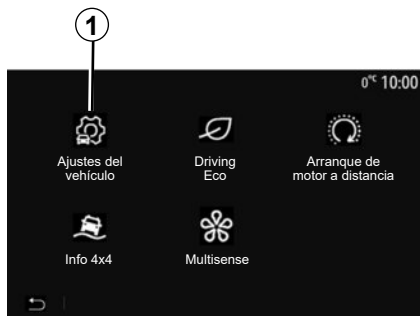 1
0°C 10:00
Ajustes del
vehículo
Driving
Eco
Arranque de
motor a distancia
Info 4x4
Multisense